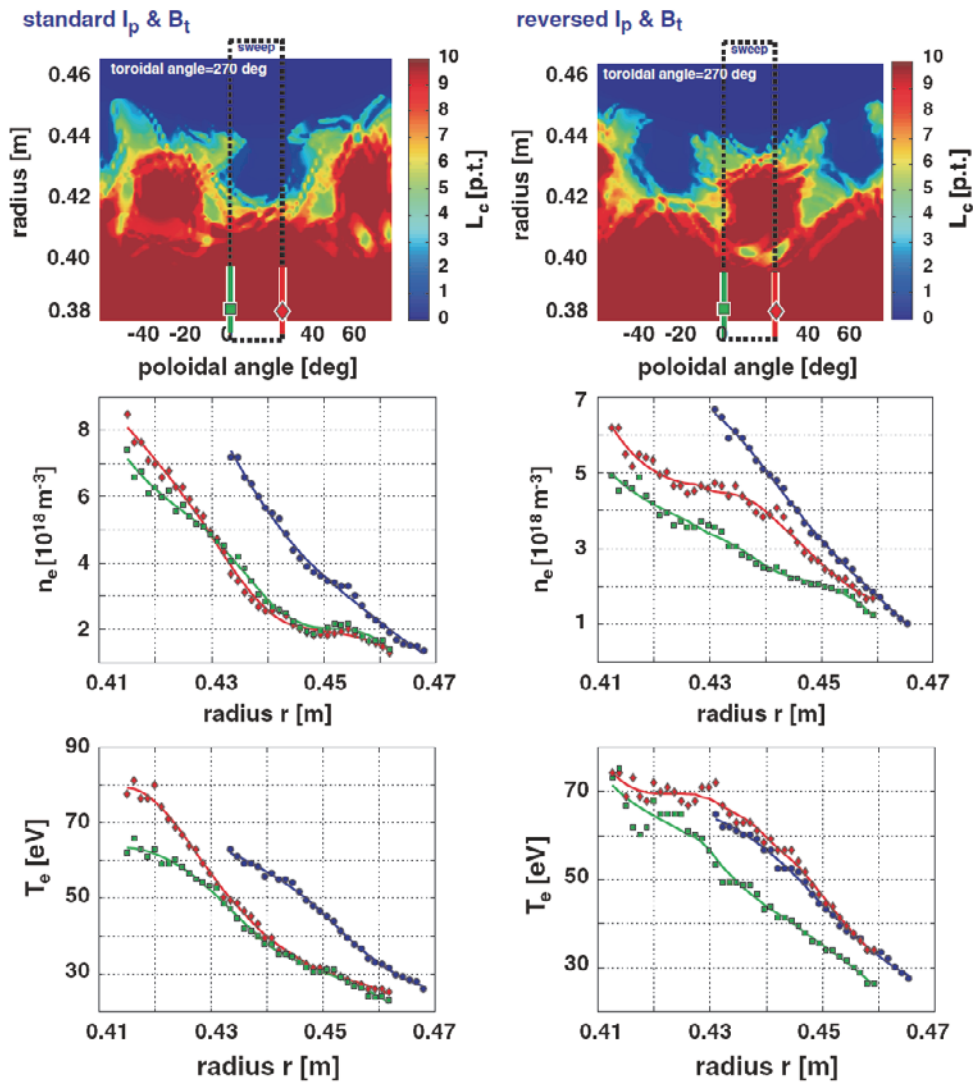 standard I_p & B_t
reversed I_p & B_t
sweep
toroidal angle=270 deg
0.46
0.44
0.42
0.40
0.38
radius [m]
-40 -20 0 40 60
poloidal angle [deg]
10
9
8
7
6
5
4
3
2
1
0
L_c [p.t.]
sweep
toroidal angle=270 deg
0.46
0.44
0.42
0.40
0.38
radius [m]
-40 -20 0 40 60
poloidal angle [deg]
10
9
8
7
6
5
4
3
2
1
0
L_c [p.t.]
8
6
4
2
n_e [10^18 m^-3]
0.41 0.43 0.45 0.47
radius r [m]
7
5
3
1
n_e [10^18 m^-3]
0.41 0.43 0.45 0.47
radius r [m]
90
70
50
30
T_e [eV]
0.41 0.43 0.45 0.47
radius r [m]
70
50
30
T_e [eV]
0.41 0.43 0.45 0.47
radius r [m]